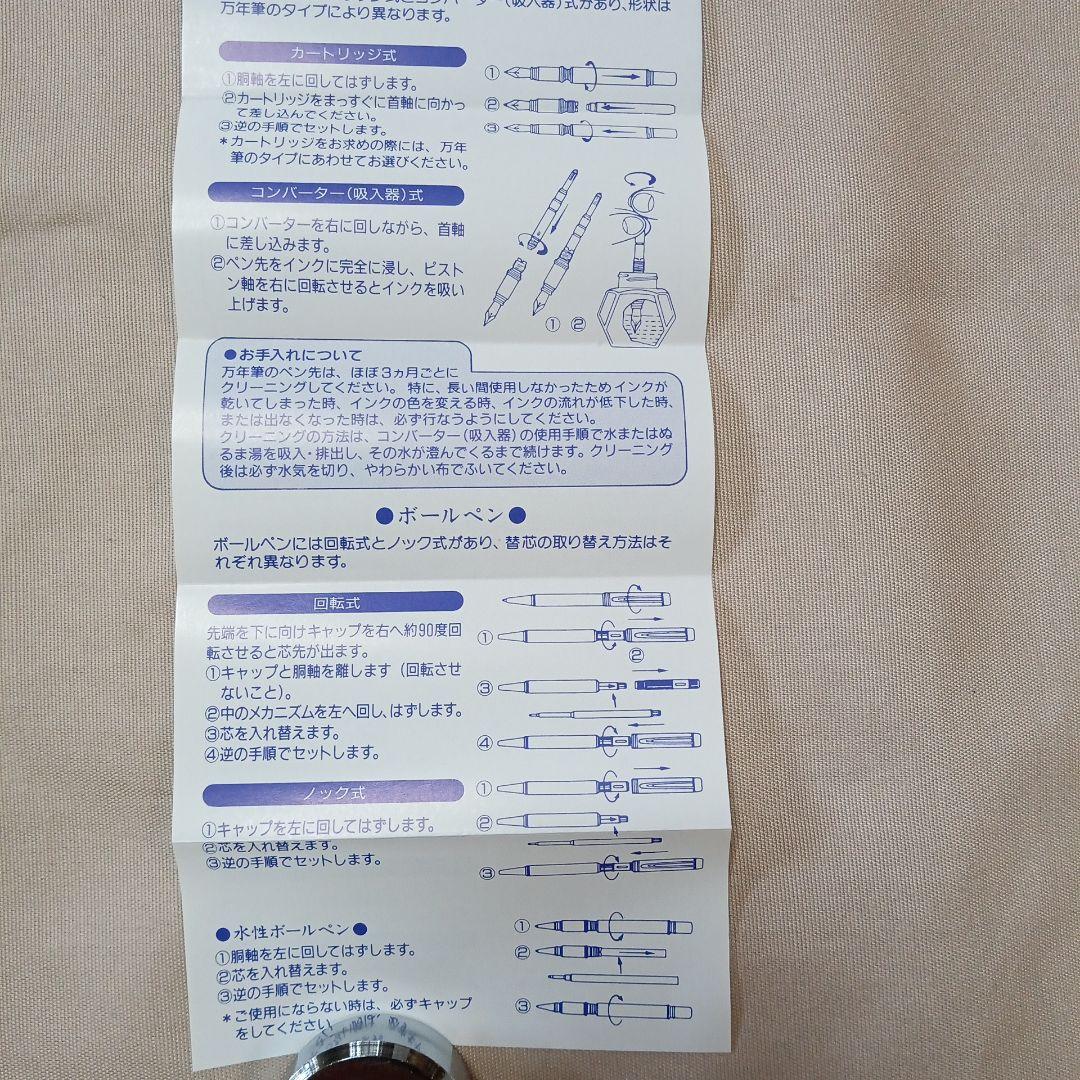 コンバーター(吸入器)式があり、形状は
万年筆のタイプにより異なります。
カートリッジ式
①胴軸を左に回してはずします。
②カートリッジをまっすぐに首軸に向かっ
て差し込んでください。
③逆の手順でセットします。
*カートリッジをお求めの際には、万年
筆のタイプにあわせてお選びください。
①
②
③
コンバーター(吸入器)式
①コンバーターを右に回しながら、首軸
に差し込みます。
②ペン先をインクに完全に浸し、ピスト
ン軸を右に回転させるとインクを吸い
上げます。
① ②
●お手入れについて
万年筆のペン先は、ほぼ3ヵ月ごとに
クリーニングしてください。特に、長い間使用しなかったためインクが
乾いてしまった時、インクの色を変える時、インクの流れが低下した時、
または出なくなった時は、必ず行なうようにしてください。
クリーニングの方法は、コンバーター(吸入器)の使用手順で水またはぬ
るま湯を吸入・排出し、その水が澄んでくるまで続けます。クリーニング
後は必ず水気を切り、やわらかい布でふいてください。
●ボールペン●
ボールペンには回転式とノック式があり、替芯の取り替え方法はそ
れぞれ異なります。
回転式
先端を下に向けキャップを右へ約90度回
転させると芯先が出ます。
①キャップと胴軸を離します(回転させ
ないこと)。
②中のメカニズムを左へ回し、はずします。
③芯を入れ替えます。
④逆の手順でセットします。
①
②
③
④
ノック式
①キャップを左に回してはずします。
②芯を入れ替えます。
③逆の手順でセットします。
①
②
③
●水性ボールペン●
①胴軸を左に回してはずします。
②芯を入れ替えます。
③逆の手順でセットします。
*ご使用にならない時は、必ずキャップ
をしてください
①
②
③